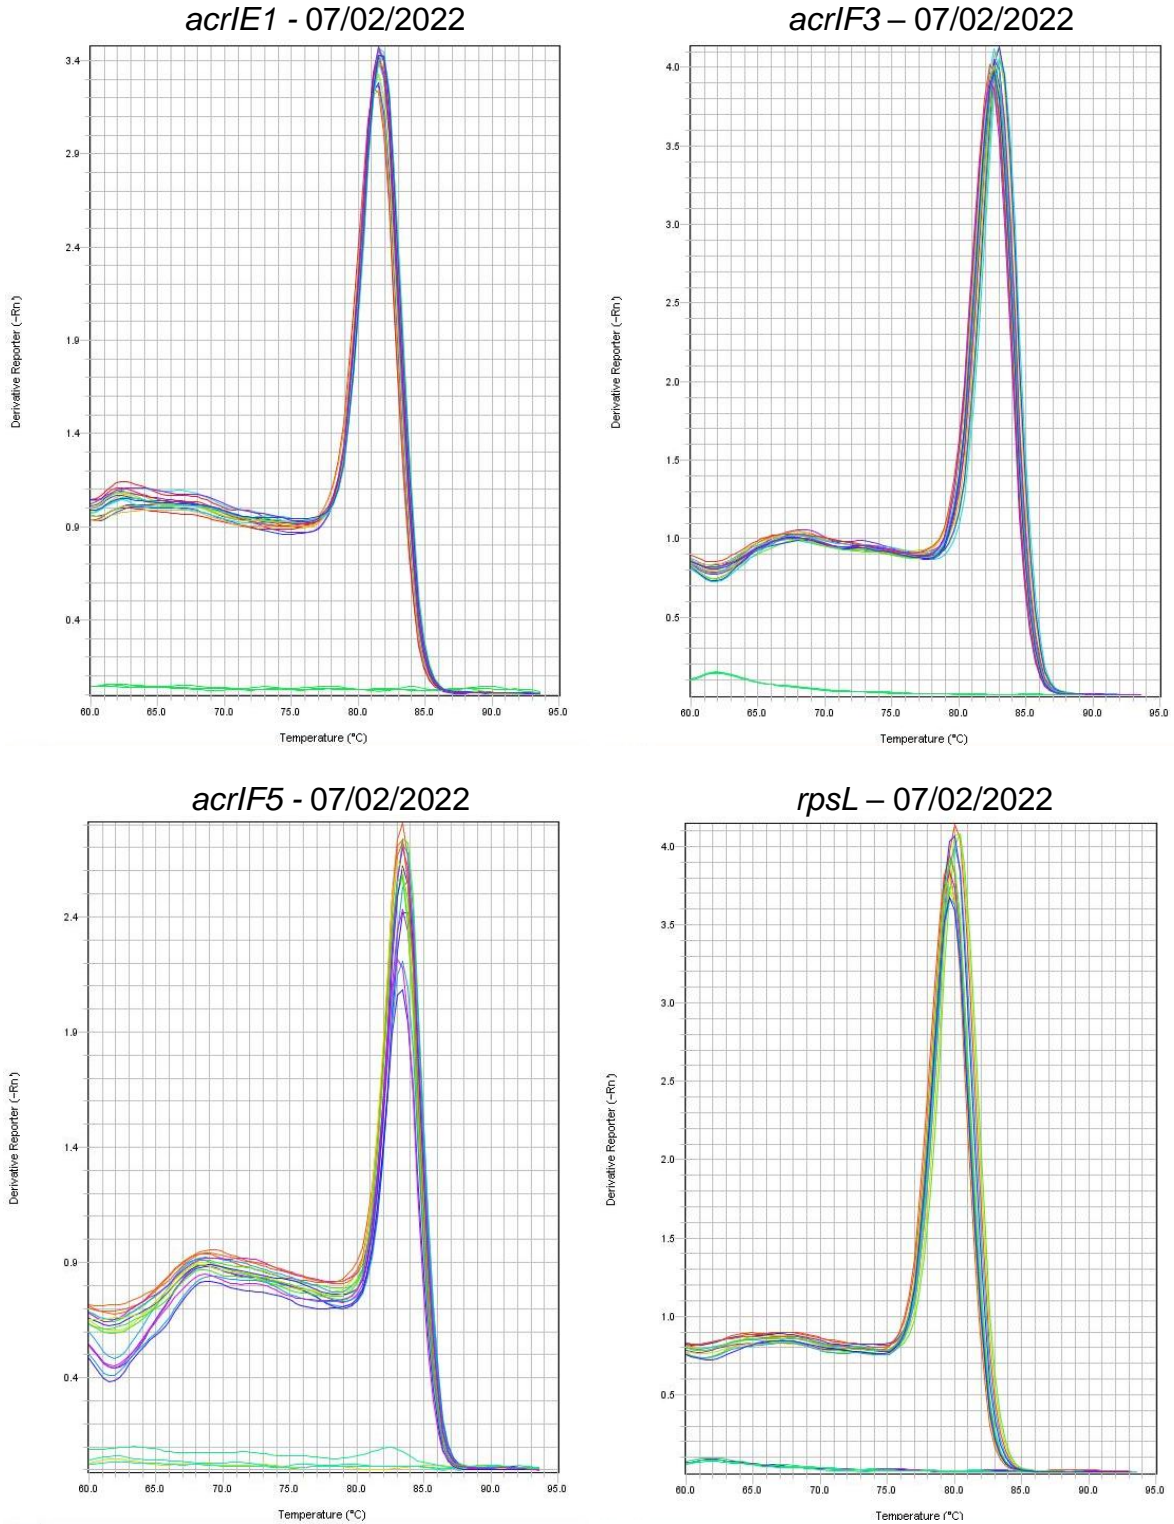 acrIE1 - 07/02/2022
3.4
2.9
2.4
1.9
1.4
0.9
0.4
Derivative Reporter (-Rn')
60.0 65.0 70.0 75.0 80.0 85.0 90.0 95.0
Temperature (°C)
acrIF3 – 07/02/2022
4.0
3.5
3.0
2.5
2.0
1.5
1.0
0.5
Derivative Reporter (-Rn')
60.0 65.0 70.0 75.0 80.0 85.0 90.0 95.0
Temperature (°C)
acrIF5 - 07/02/2022
2.4
1.9
1.4
0.9
0.4
Derivative Reporter (-Rn')
60.0 65.0 70.0 75.0 80.0 85.0 90.0 95.0
Temperature (°C)
rpsL – 07/02/2022
4.0
3.5
3.0
2.5
2.0
1.5
1.0
0.5
Derivative Reporter (-Rn')
60.0 65.0 70.0 75.0 80.0 85.0 90.0 95.0
Temperature (°C)